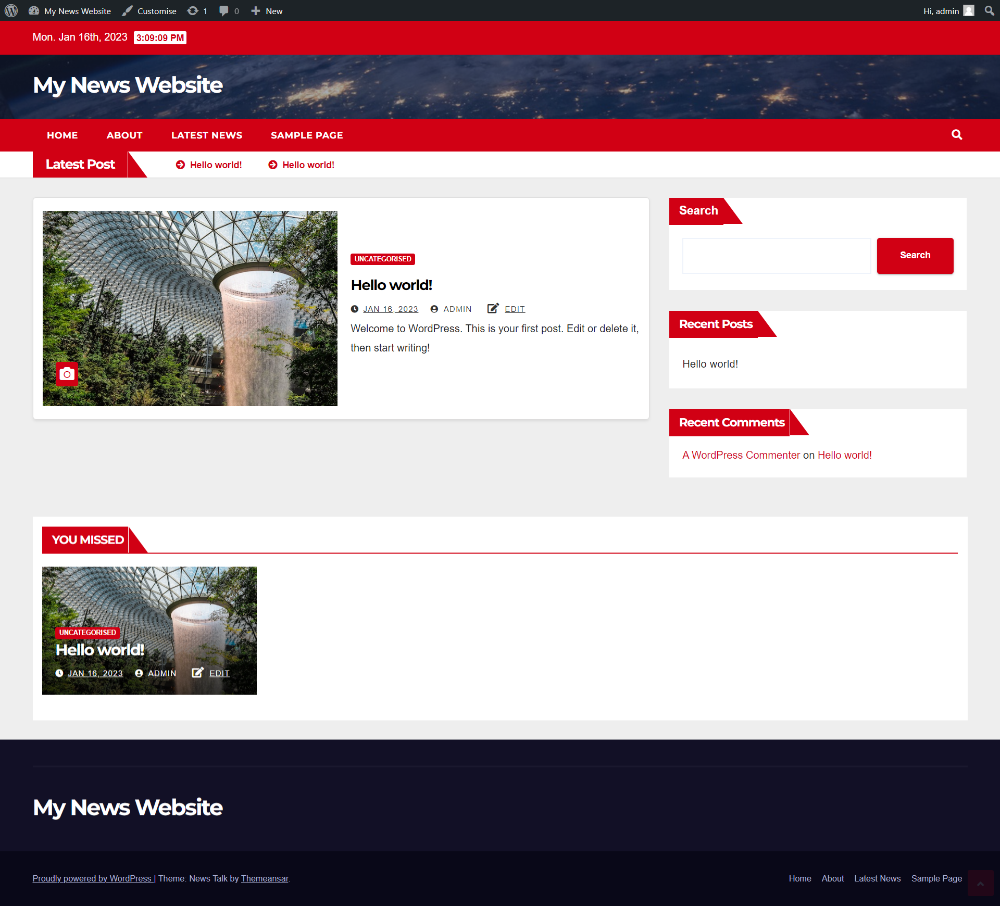 My News Website Customise 1 0 New Hi, admin
Mon. Jan 16th, 2023 3:09:09 PM
My News Website
HOME ABOUT LATEST NEWS SAMPLE PAGE
Latest Post Hello world! Hello world!
UNCATEGORISED
Hello world!
JAN 16, 2023 ADMIN EDIT
Welcome to WordPress. This is your first post. Edit or delete it,
then start writing!
Search
Search
Recent Posts
Hello world!
Recent Comments
A WordPress Commenter on Hello world!
YOU MISSED
UNCATEGORISED
Hello world!
JAN 16, 2023 ADMIN EDIT
My News Website
Proudly powered by WordPress | Theme: News Talk by Themeansar.
Home About Latest News Sample Page